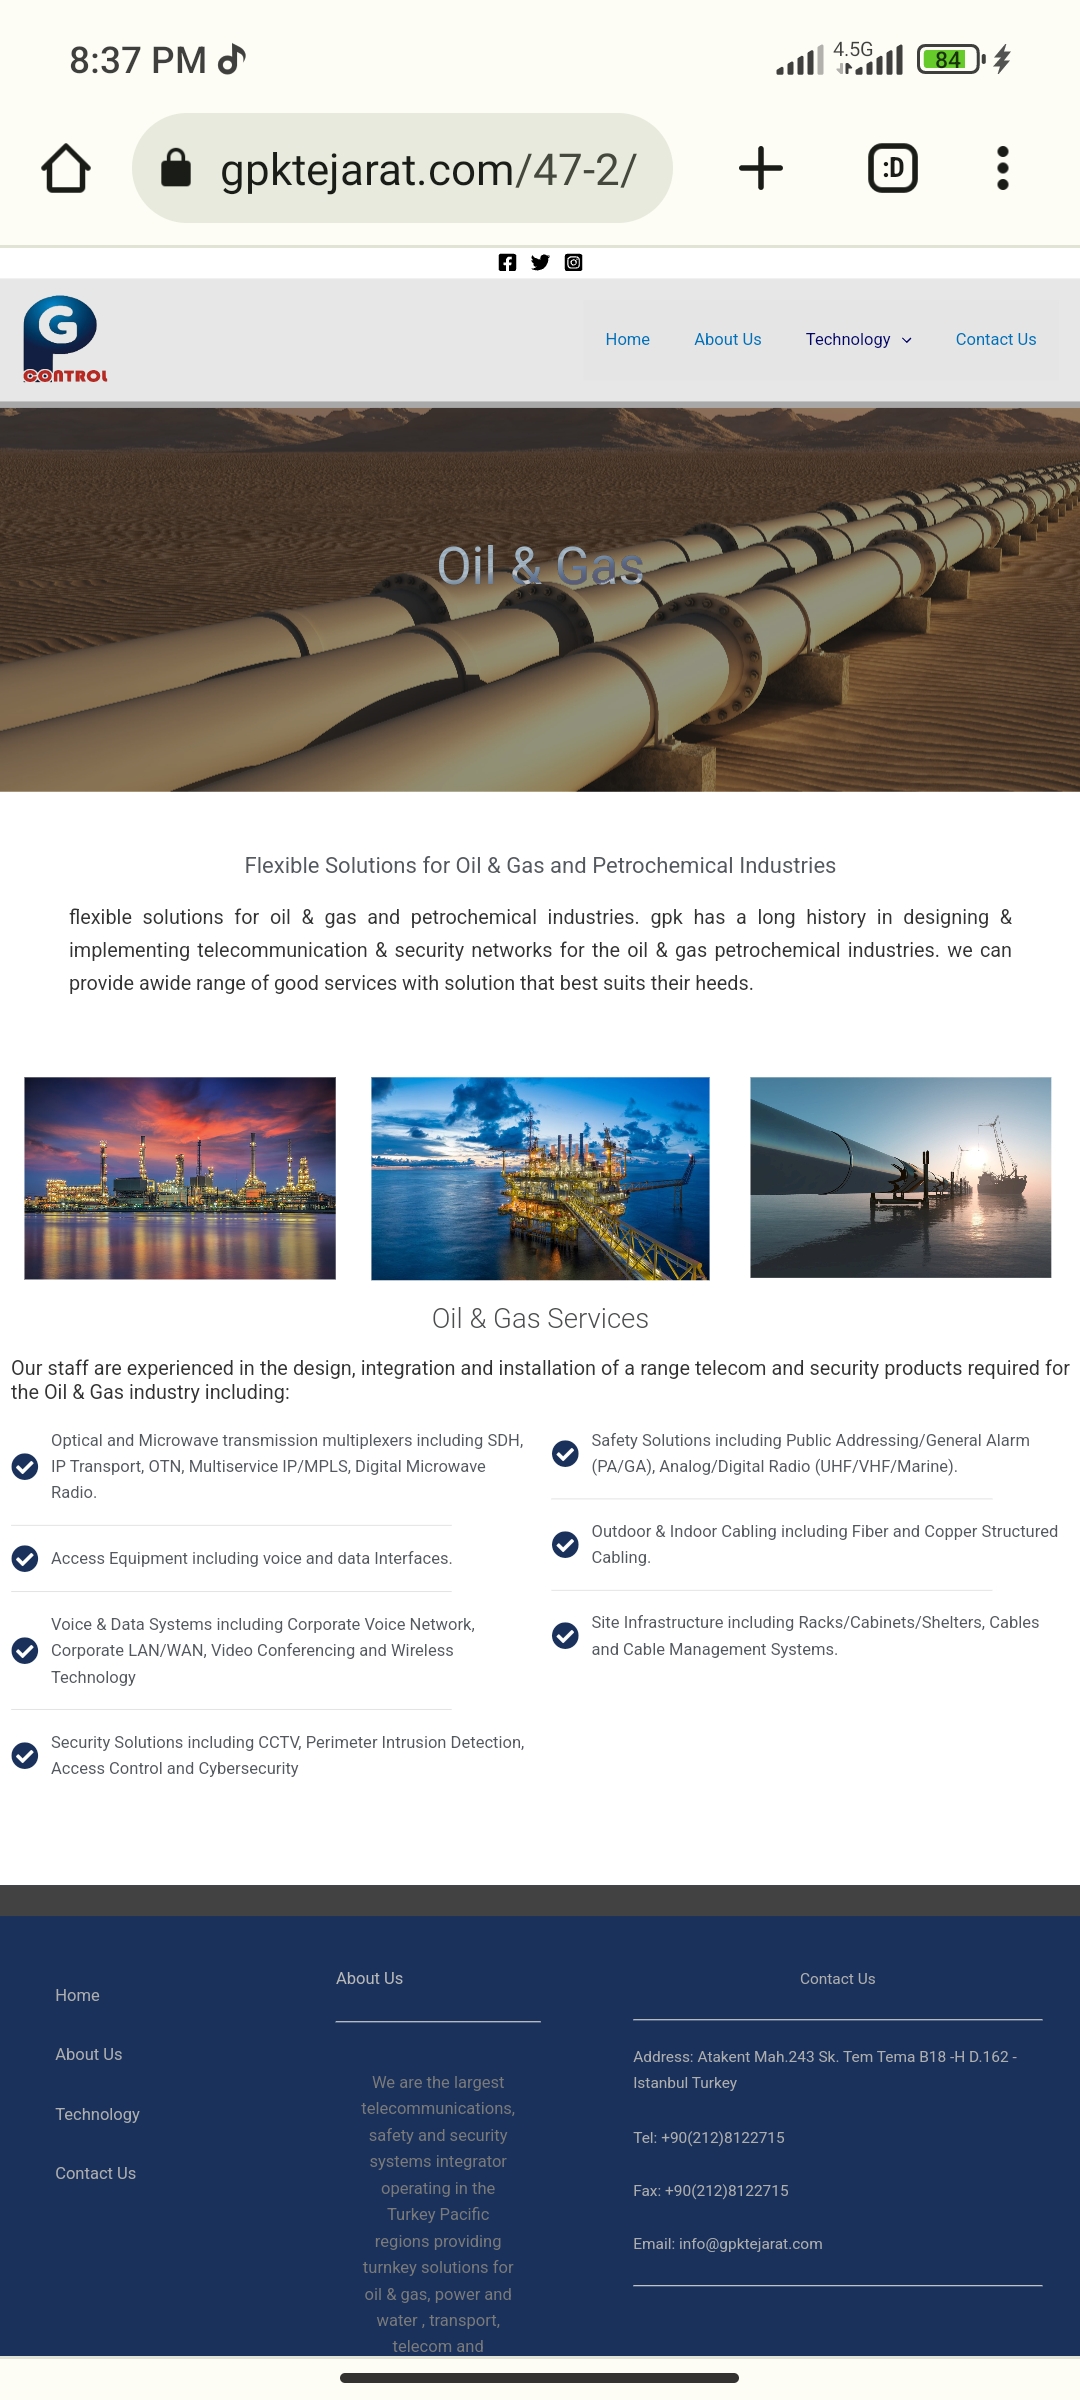 8:37 PM
4.5G
84
gpktejarat.com/47-2/
:D
G
CONTROL
Home
About Us
Technology
Contact Us
Oil & Gas
Flexible Solutions for Oil & Gas and Petrochemical Industries
flexible solutions for oil & gas and petrochemical industries. gpk has a long history in designing &
implementing telecommunication & security networks for the oil & gas petrochemical industries. we can
provide awide range of good services with solution that best suits their heeds.
Oil & Gas Services
Our staff are experienced in the design, integration and installation of a range telecom and security products required for
the Oil & Gas industry including:
Optical and Microwave transmission multiplexers including SDH,
IP Transport, OTN, Multiservice IP/MPLS, Digital Microwave
Radio.
Access Equipment including voice and data Interfaces.
Voice & Data Systems including Corporate Voice Network,
Corporate LAN/WAN, Video Conferencing and Wireless
Technology
Security Solutions including CCTV, Perimeter Intrusion Detection,
Access Control and Cybersecurity
Safety Solutions including Public Addressing/General Alarm
(PA/GA), Analog/Digital Radio (UHF/VHF/Marine).
Outdoor & Indoor Cabling including Fiber and Copper Structured
Cabling.
Site Infrastructure including Racks/Cabinets/Shelters, Cables
and Cable Management Systems.
Home
About Us
Technology
Contact Us
About Us
We are the largest
telecommunications,
safety and security
systems integrator
operating in the
Turkey Pacific
regions providing
turnkey solutions for
oil & gas, power and
water , transport,
telecom and
Contact Us
Address: Atakent Mah.243 Sk. Tem Tema B18 -H D.162 -
Istanbul Turkey
Tel: +90(212)8122715
Fax: +90(212)8122715
Email: info@gpktejarat.com